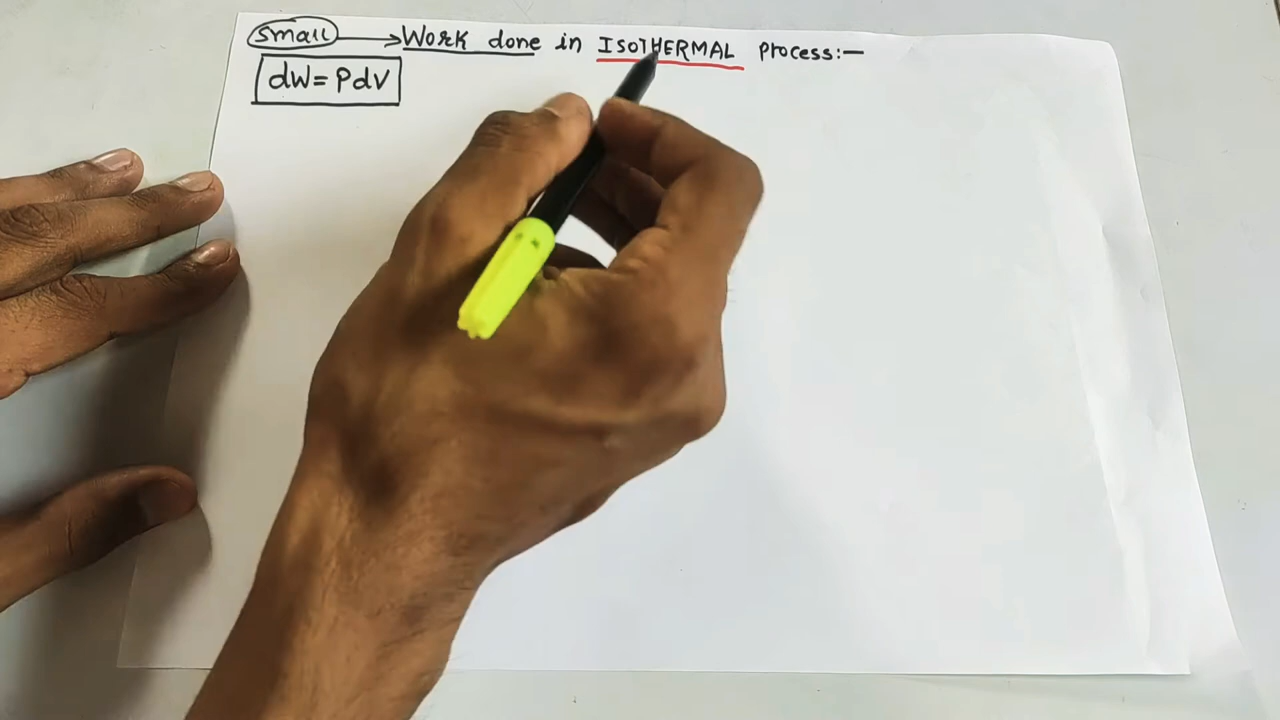 small → Work done in ISOTHERMAL process:-
dW = PdV